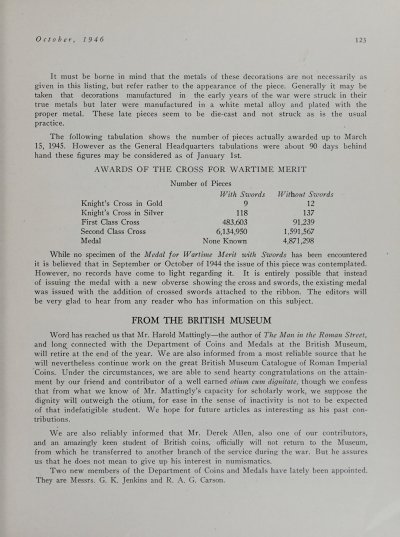 October, 1946 123
It must be borne in mind that the metals of these decorations are not necessarily as
given in this listing, but refer rather to the appearance of the piece. Generally it may be
taken that decorations manufactured in the early years of the war were struck in their
true metals but later were manufactured in a white metal alloy and plated with the
proper metal. These late pieces seem to be die-cast and not struck as is the usual
practice.
The following tabulation shows the number of pieces actually awarded up to March
15, 1945. However as the General Headquarters tabulations were about 90 days behind
hand these figures may be considered as of January 1st.
AWARDS OF THE CROSS FOR WARTIME MERIT
Number of Pieces
With Swords Without Swords
Knight's Cross in Gold 9 12
Knight's Cross in Silver 118 137
First Class Cross 483,603 91,239
Second Class Cross 6,134,950 1,591,567
Medal None Known 4,871,298
While no specimen of the Medal for Wartime Merit with Swords has been encountered
it is believed that in September or October of 1944 the issue of this piece was contemplated.
However, no records have come to light regarding it. It is entirely possible that instead
of issuing the medal with a new obverse showing the cross and swords, the existing medal
was issued with the addition of crossed swords attached to the ribbon. The editors will
be very glad to hear from any reader who has information on this subject.
FROM THE BRITISH MUSEUM
Word has reached us that Mr. Harold Mattingly—the author of The Man in the Roman Street,
and long connected with the Department of Coins and Medals at the British Museum,
will retire at the end of the year. We are also informed from a most reliable source that he
will nevertheless continue work on the great British Museum Catalogue of Roman Imperial
Coins. Under the circumstances, we are able to send hearty congratulations on the attain-
ment by our friend and contributor of a well earned otium cum dignitate, though we confess
that from what we know of Mr. Mattingly's capacity for scholarly work, we suppose the
dignity will outweigh the otium, for ease in the sense of inactivity is not to be expected
of that indefatigible student. We hope for future articles as interesting as his past con-
tributions.
We are also reliably informed that Mr. Derek Allen, also one of our contributors,
and an amazingly keen student of British coins, officially will not return to the Museum,
from which he transferred to another branch of the service during the war. But he assures
us that he does not mean to give up his interest in numismatics.
Two new members of the Department of Coins and Medals have lately been appointed.
They are Messrs. G. K. Jenkins and R. A. G. Carson.